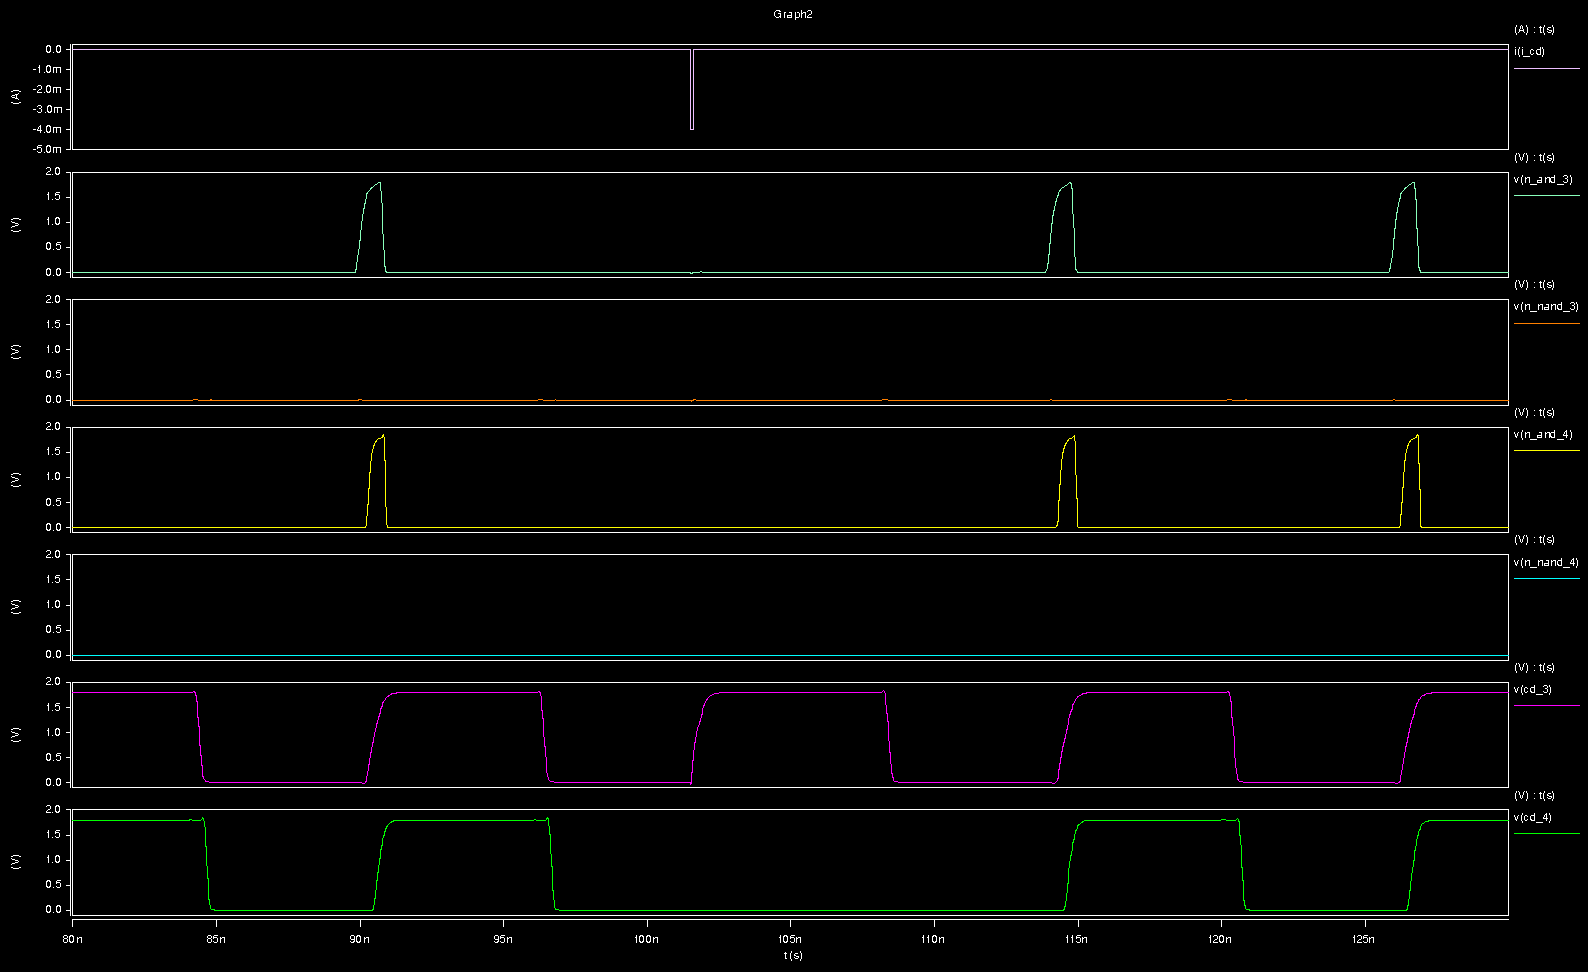 Graph2
(A) : t(s)
i(i_cd)
0.0
-1.0m
-2.0m
-3.0m
-4.0m
-5.0m
(A)
(V) : t(s)
v(n_and_3)
2.0
1.5
1.0
0.5
0.0
(V)
(V) : t(s)
v(n_nand_3)
2.0
1.5
1.0
0.5
0.0
(V)
(V) : t(s)
v(n_and_4)
2.0
1.5
1.0
0.5
0.0
(V)
(V) : t(s)
v(n_nand_4)
2.0
1.5
1.0
0.5
0.0
(V)
(V) : t(s)
v(cd_3)
2.0
1.5
1.0
0.5
0.0
(V)
(V) : t(s)
v(cd_4)
2.0
1.5
1.0
0.5
0.0
(V)
80n 85n 90n 95n 100n 105n 110n 115n 120n 125n
t(s)